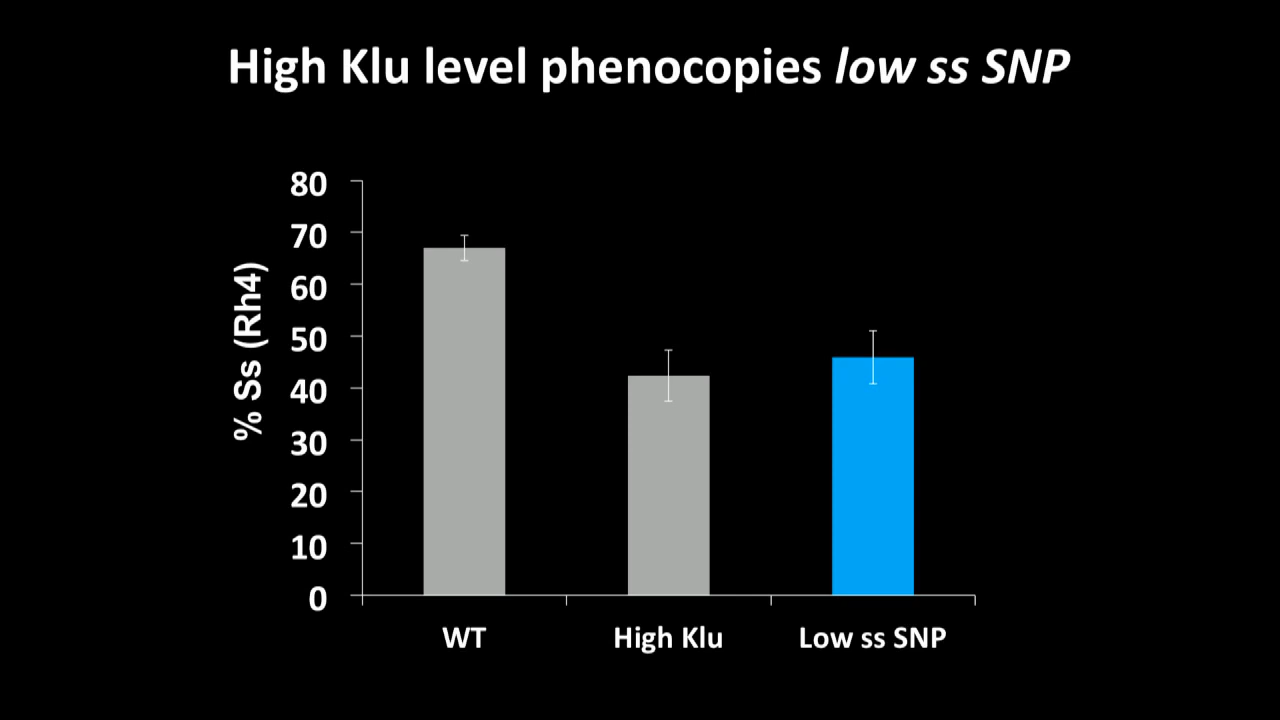 High Klu level phenocopies low ss SNP
% Ss (Rh4)
80
70
60
50
40
30
20
10
0
WT
High Klu
Low ss SNP